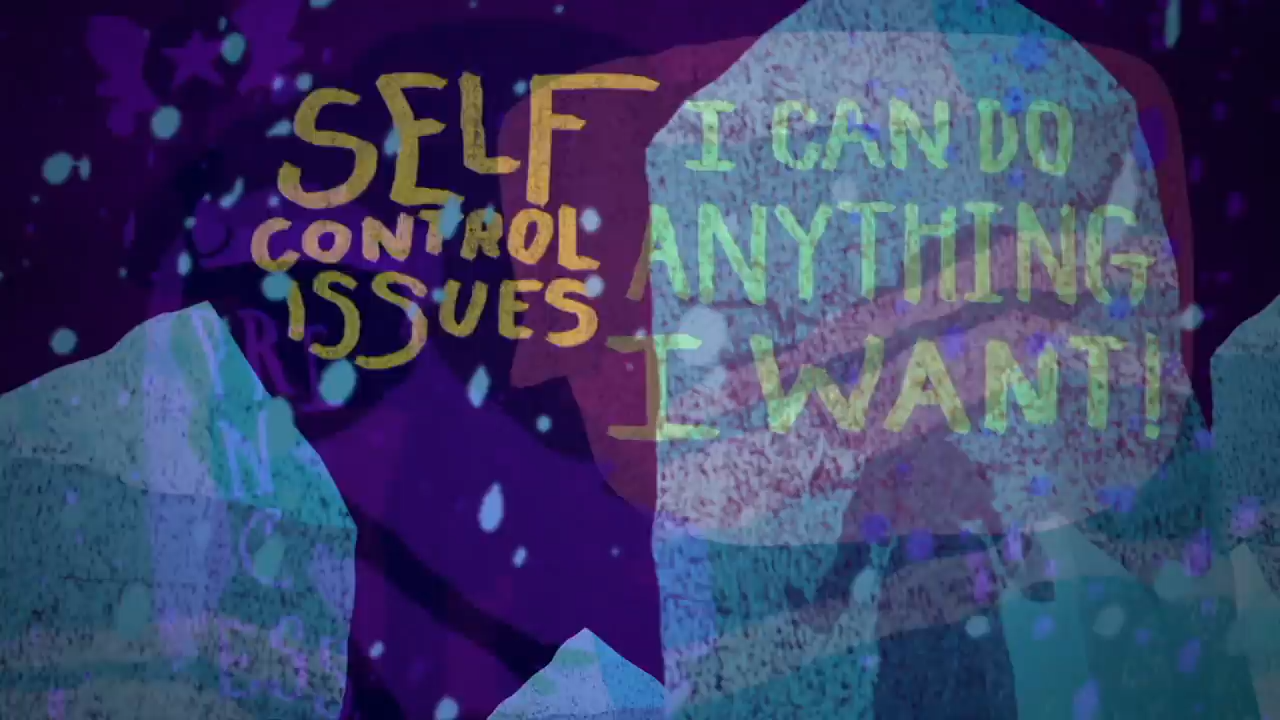 SELF
CONTROL
ISSUES
I CAN DO
ANYTHING
I WANT!